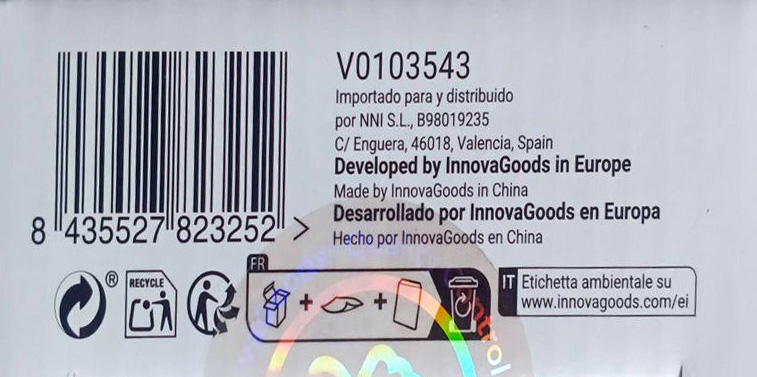 V0103543
Importado para y distribuido
por NNI S.L., B98019235
C/ Enguera, 46018, Valencia, Spain
Developed by InnovaGoods in Europe
Made by InnovaGoods in China
Desarrollado por InnovaGoods en Europa
Hecho por InnovaGoods en China
8 435527 823252 >
® RECYCLE
FR
+ +
IT Etichetta ambientale su
www.innovagoods.com/ei